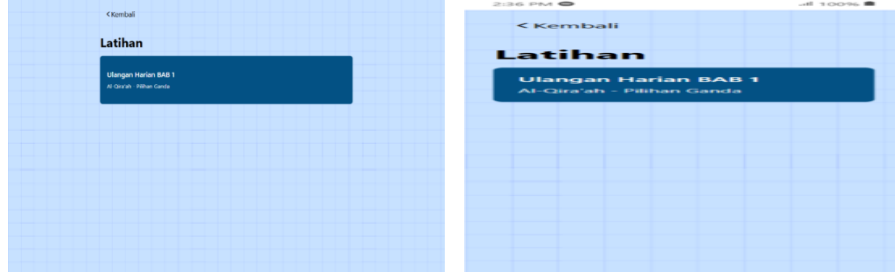 < Kembali
Latihan
Ulangan Harian BAB 1
Al-Qira'ah - Pilihan Ganda
2:36 PM
100%
< Kembali
Latihan
Ulangan Harian BAB 1
Al-Qira'ah - Pilihan Ganda